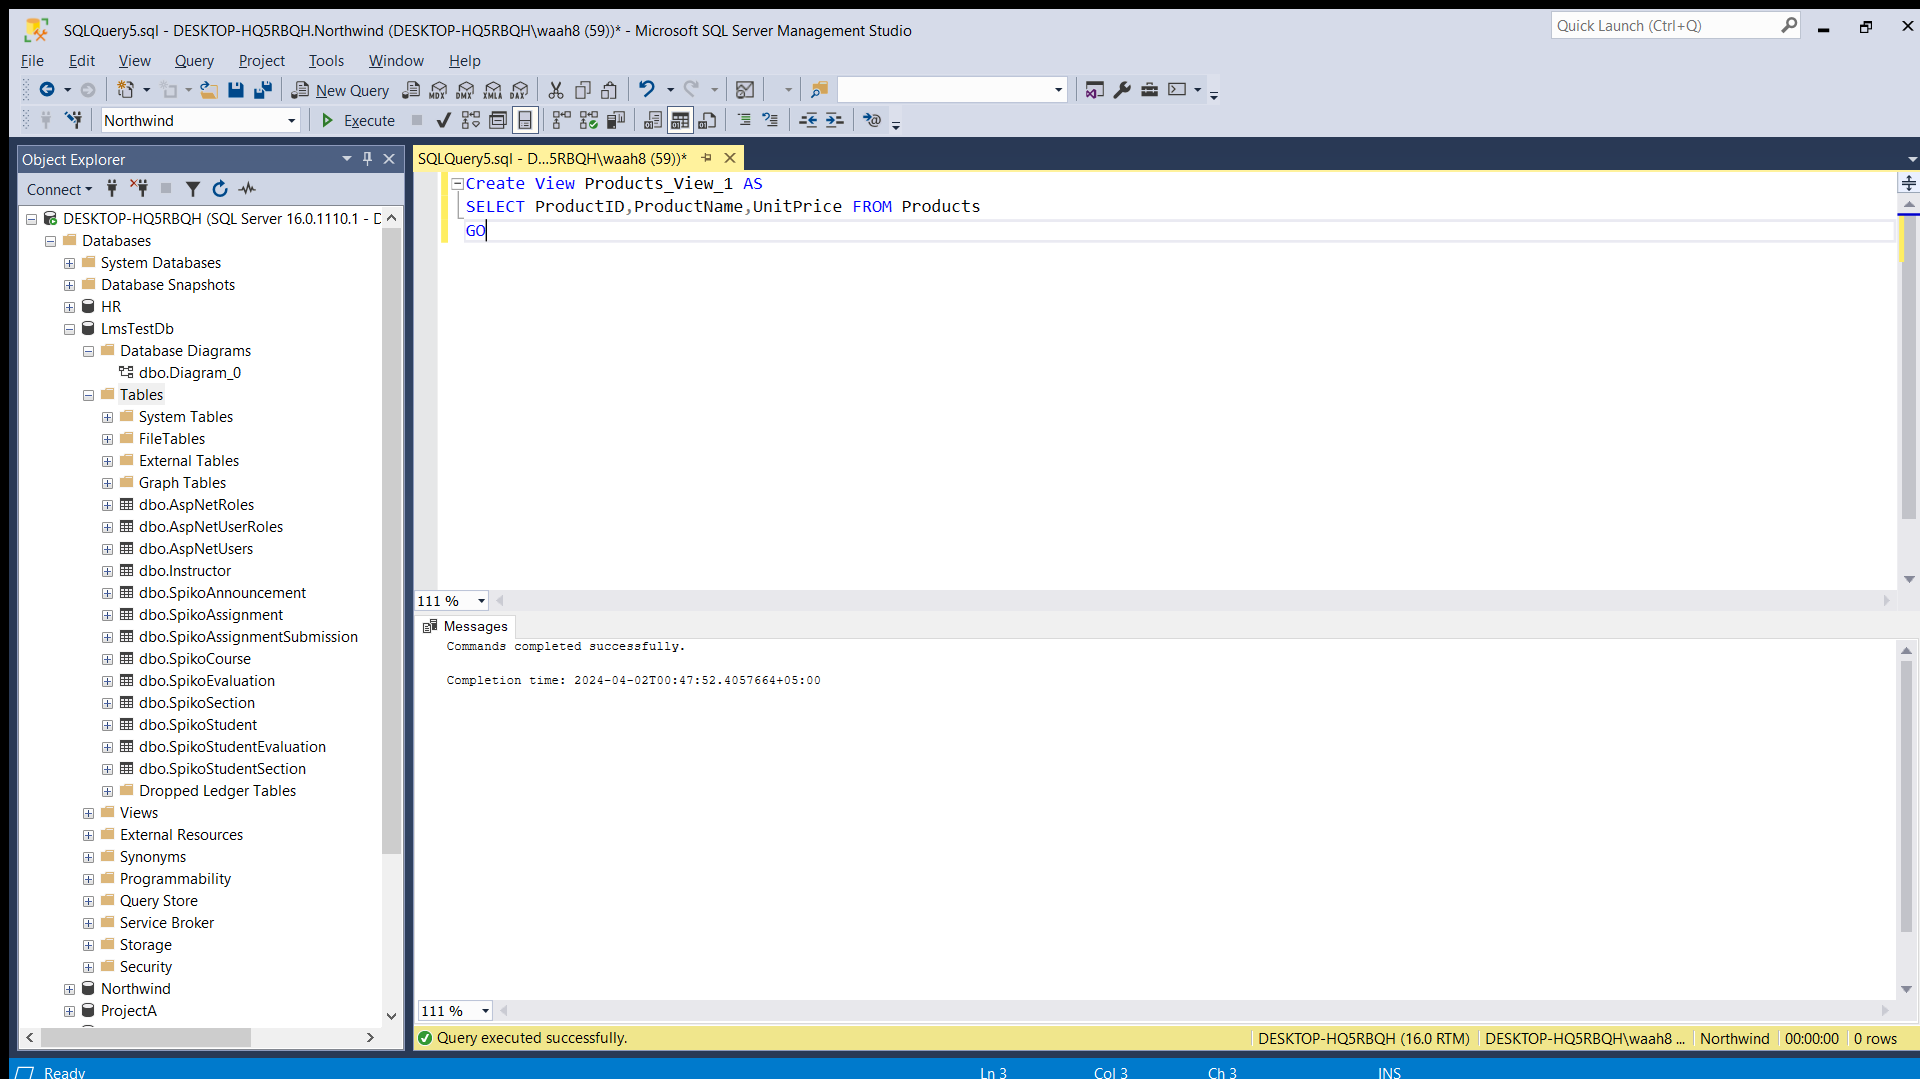 SQLQuery5.sql - DESKTOP-HQ5RBQH.Northwind (DESKTOP-HQ5RBQH\waah8 (59))* - Microsoft SQL Server Management Studio
Quick Launch (Ctrl+Q)
File Edit View Query Project Tools Window Help
New Query MDX DMX XMLA DAX
Northwind Execute
Object Explorer
Connect
DESKTOP-HQ5RBQH (SQL Server 16.0.1110.1 - D
Databases
System Databases
Database Snapshots
HR
LmsTestDb
Database Diagrams
dbo.Diagram_0
Tables
System Tables
FileTables
External Tables
Graph Tables
dbo.AspNetRoles
dbo.AspNetUserRoles
dbo.AspNetUsers
dbo.Instructor
dbo.SpikoAnnouncement
dbo.SpikoAssignment
dbo.SpikoAssignmentSubmission
dbo.SpikoCourse
dbo.SpikoEvaluation
dbo.SpikoSection
dbo.SpikoStudent
dbo.SpikoStudentEvaluation
dbo.SpikoStudentSection
Dropped Ledger Tables
Views
External Resources
Synonyms
Programmability
Query Store
Service Broker
Storage
Security
Northwind
ProjectA
SQLQuery5.sql - D...5RBQH\waah8 (59))*
Create View Products_View_1 AS
SELECT ProductID,ProductName,UnitPrice FROM Products
GO
111 %
Messages
Commands completed successfully.
Completion time: 2024-04-02T00:47:52.4057664+05:00
111 %
Query executed successfully. DESKTOP-HQ5RBQH (16.0 RTM) DESKTOP-HQ5RBQH\waah8 ... Northwind 00:00:00 0 rows
Ready Ln 3 Col 3 Ch 3 INS